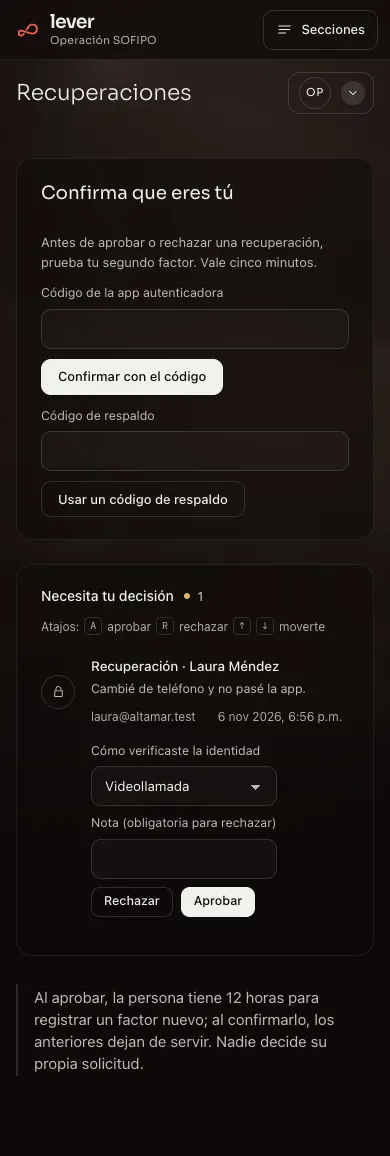 lever
Operación SOFIPO
Secciones
Recuperaciones
OP
Confirma que eres tú
Antes de aprobar o rechazar una recuperación,
prueba tu segundo factor. Vale cinco minutos.
Código de la app autenticadora
Confirmar con el código
Código de respaldo
Usar un código de respaldo
Necesita tu decisión • 1
Atajos: A aprobar R rechazar ↑ ↓ moverte
Recuperación · Laura Méndez
Cambié de teléfono y no pasé la app.
laura@altamar.test 6 nov 2026, 6:56 p.m.
Cómo verificaste la identidad
Videollamada
Nota (obligatoria para rechazar)
Rechazar Aprobar
Al aprobar, la persona tiene 12 horas para
registrar un factor nuevo; al confirmarlo, los
anteriores dejan de servir. Nadie decide su
propia solicitud.